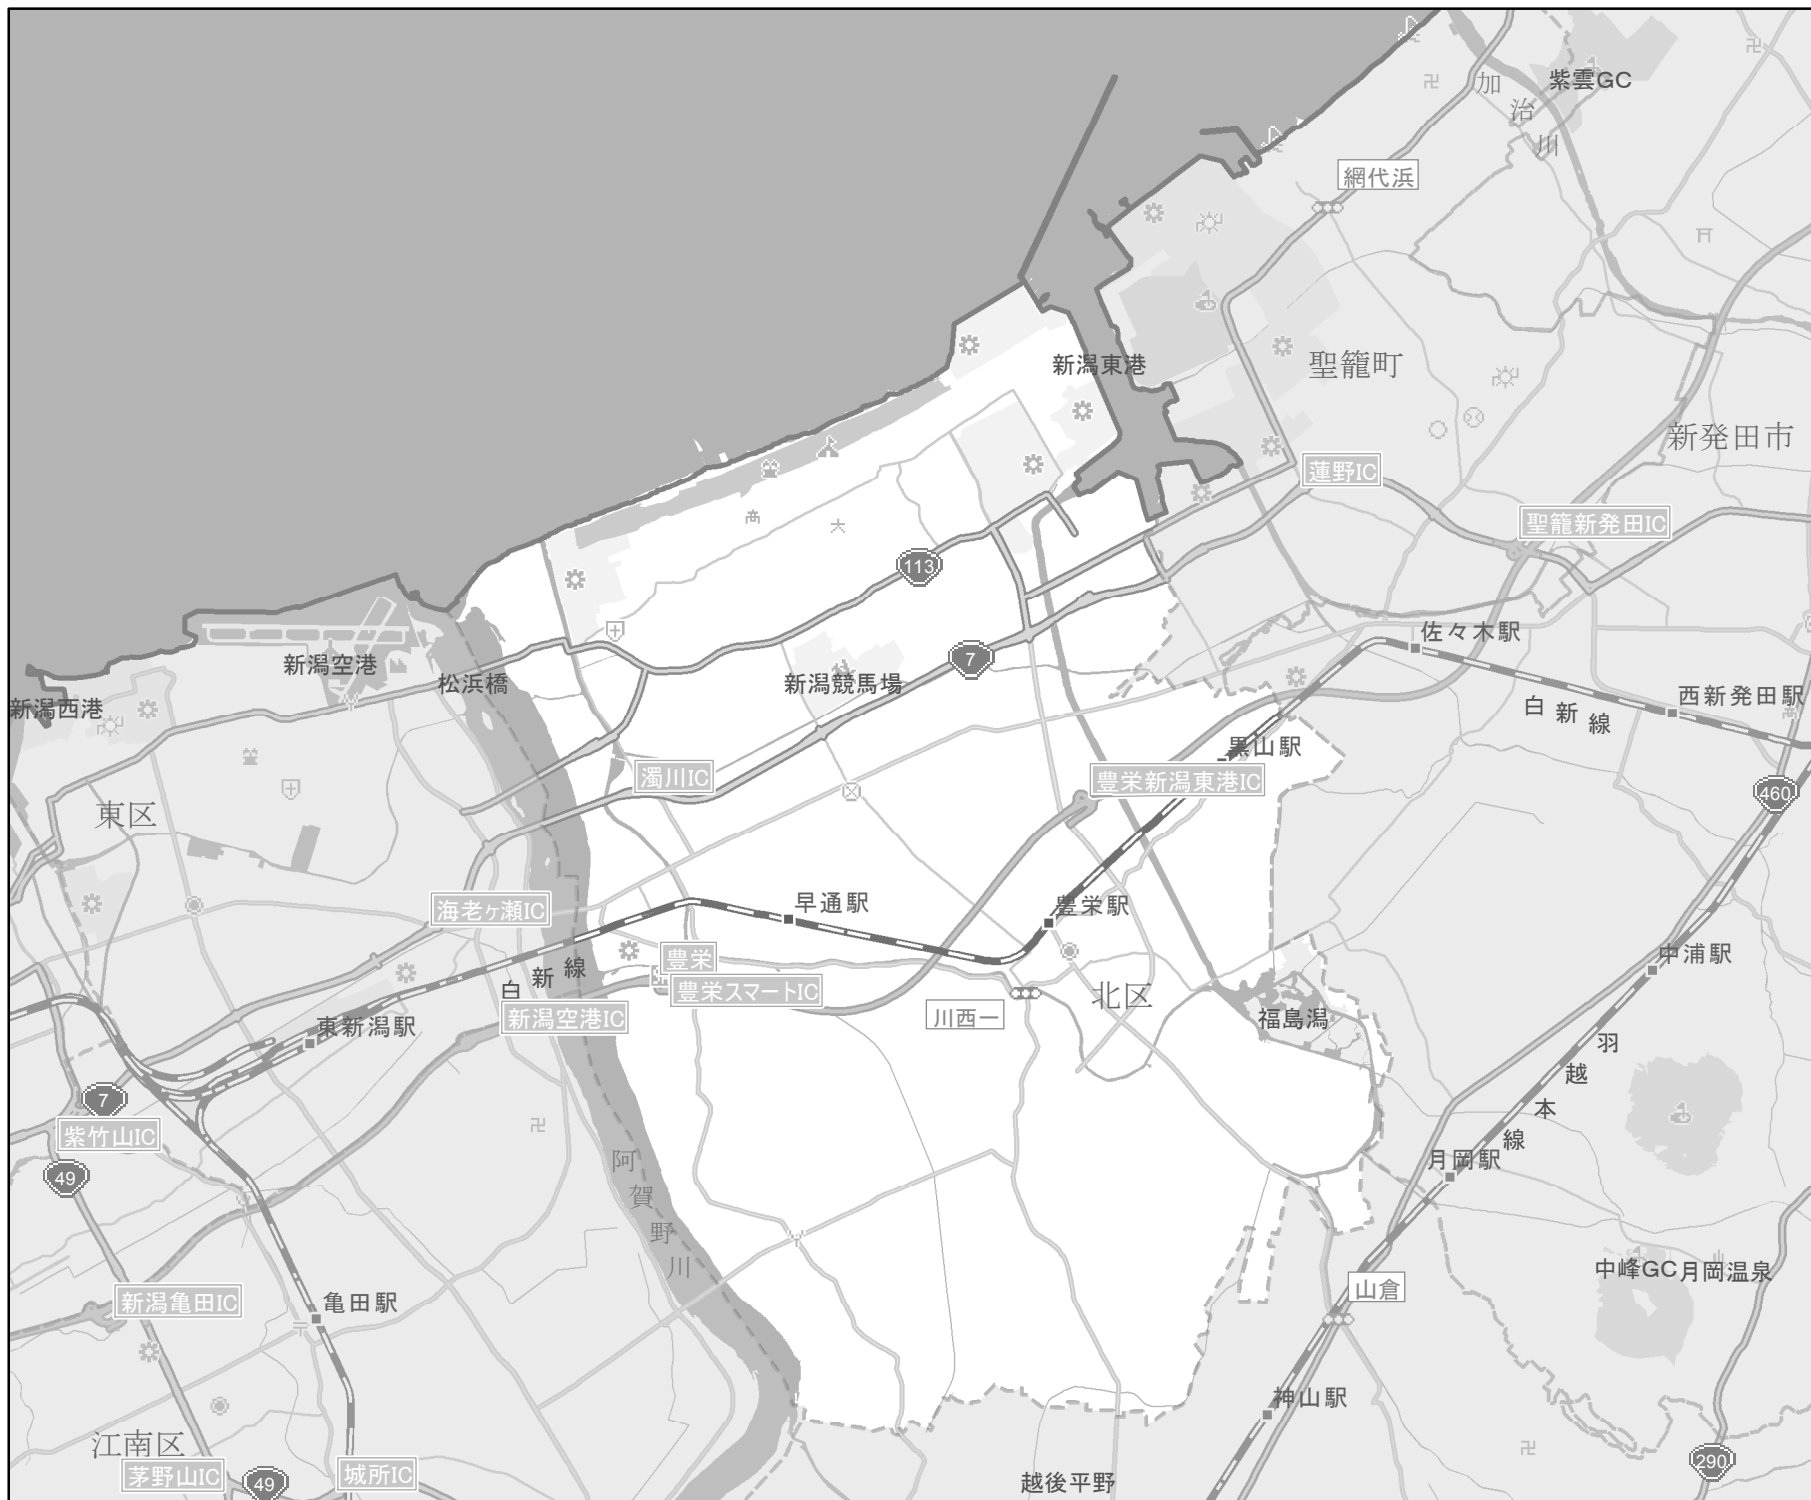 紫雲GC
加治川
網代浜
新潟東港
聖籠町
新発田市
蓮野IC
聖籠新発田IC
113
佐々木駅
新潟空港
松浜橋
新潟競馬場
7
新潟西港
西新発田駅
白新線
黒山駅
濁川IC
豊栄新潟東港IC
460
東区
海老ヶ瀬IC
早通駅
豊栄駅
中浦駅
豊栄
豊栄スマートIC
白新線
北区
新潟空港IC
川西一
福島潟
東新潟駅
羽越本線
7
紫竹山IC
49
阿賀野川
月岡駅
中峰GC
月岡温泉
山倉
新潟亀田IC
亀田駅
神山駅
江南区
茅野山IC
城所IC
49
越後平野
290